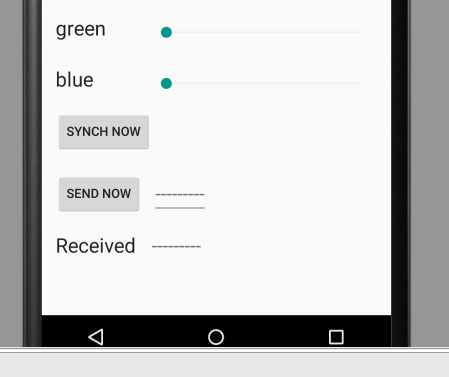 green
blue
SYNCH NOW
SEND NOW ---------
Received ---------